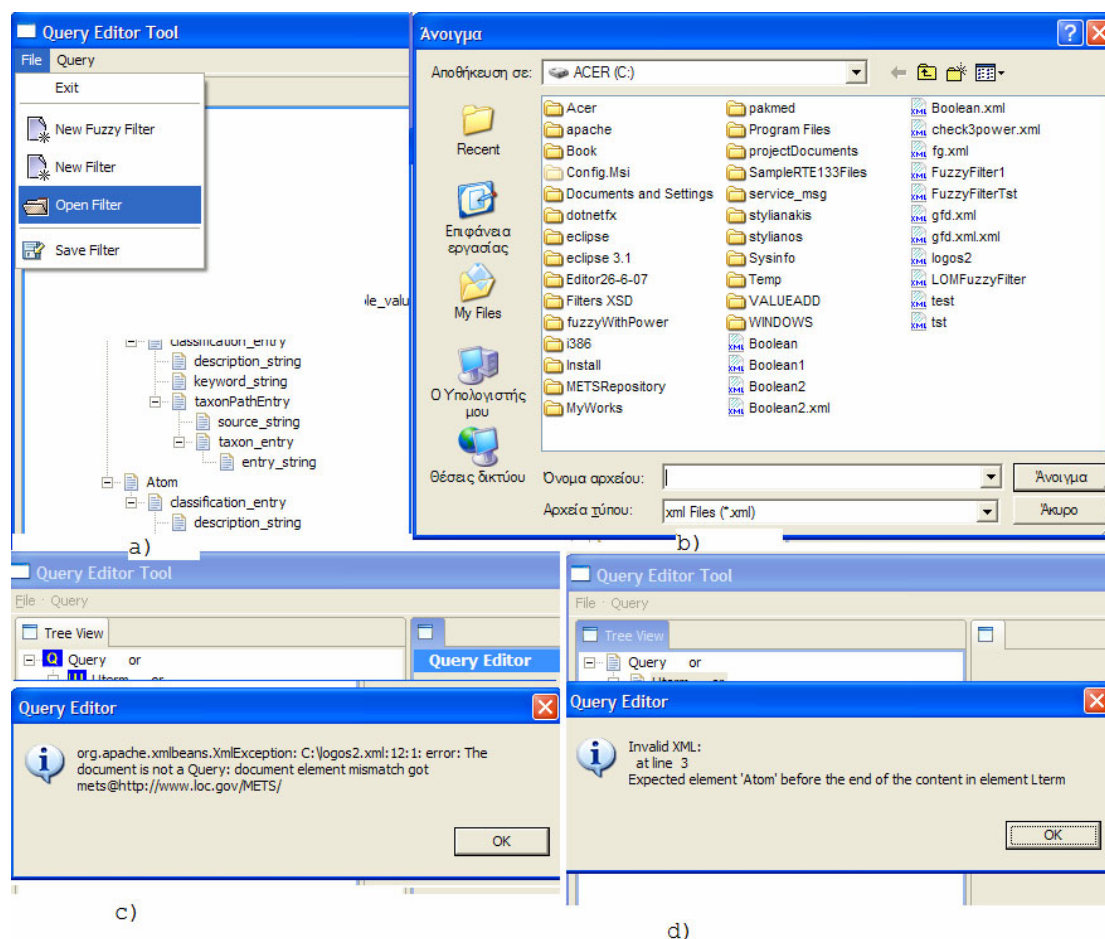 Query Editor Tool
File Query
Exit
New Fuzzy Filter
New Filter
Open Filter
Save Filter
le_valu
classification_entry
description_string
keyword_string
taxonPathEntry
source_string
taxon_entry
entry_string
Atom
classification_entry
description_string
a)
Άνοιγμα
Αποθήκευση σε: ACER (C:)
Recent
Επιφάνεια
εργασίας
My Files
Ο Υπολογιστής
μου
Θέσεις δικτύου
Acer
apache
Book
Config.Msi
Documents and Settings
dotnetfx
eclipse
eclipse 3.1
Editor26-6-07
Filters XSD
fuzzyWithPower
i386
Install
METSRepository
MyWorks
pakmed
Program Files
projectDocuments
SampleRTE133Files
service_msg
stylianakis
stylianos
Sysinfo
Temp
VALUEADD
WINDOWS
Boolean
Boolean1
Boolean2
Boolean2.xml
Boolean.xml
check3power.xml
fg.xml
FuzzyFilter1
FuzzyFilterTst
gfd.xml
gfd.xml.xml
logos2
LOMFuzzyFilter
test
tst
Όνομα αρχείου: Άνοιγμα
Αρχεία τύπου: xml Files (*.xml) Άκυρο
b)
Query Editor Tool
File Query
Tree View
Query or
Lterm or
Query Editor
Query Editor
org.apache.xmlbeans.XmlException: C:\logos2.xml:12:1: error: The
document is not a Query: document element mismatch got
mets@http://www.loc.gov/METS/
OK
c)
Query Editor Tool
File Query
Tree View
Query or
Lterm or
Query Editor
Invalid XML:
at line 3
Expected element 'Atom' before the end of the content in element Lterm
OK
d)